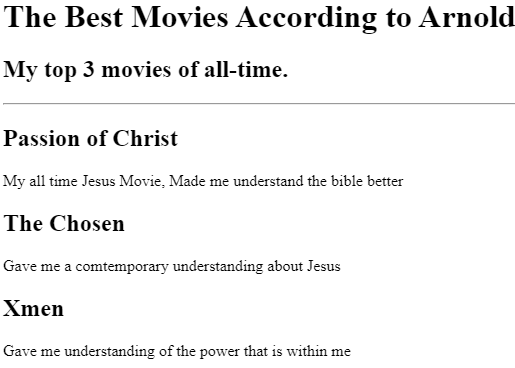 The Best Movies According to Arnold
My top 3 movies of all-time.
Passion of Christ
My all time Jesus Movie, Made me understand the bible better
The Chosen
Gave me a comtemporary understanding about Jesus
Xmen
Gave me understanding of the power that is within me